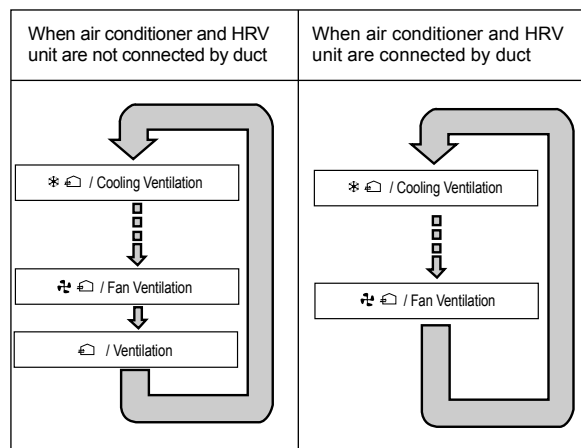 When air conditioner and HRV
unit are not connected by duct
When air conditioner and HRV
unit are connected by duct
/ Cooling Ventilation
/ Fan Ventilation
/ Ventilation
/ Cooling Ventilation
/ Fan Ventilation